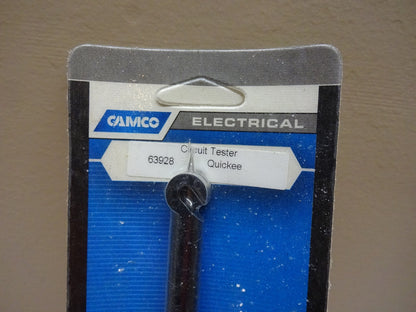 CAMCO ELECTRICAL
Circuit Tester
63928 Quickee